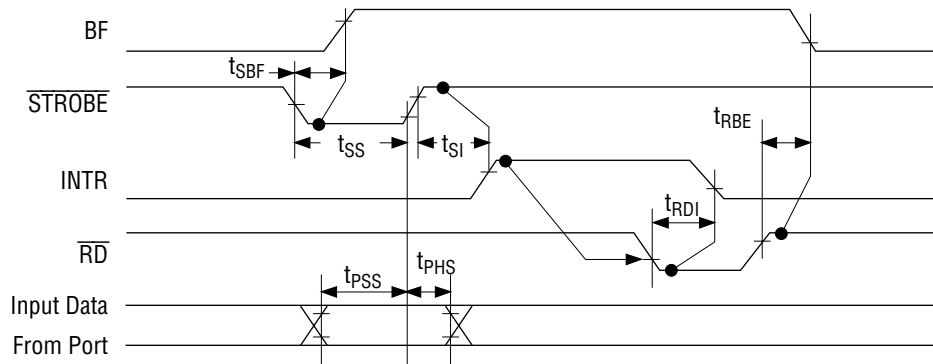 BF
tSBF
STROBE
tSS
tSI
tRBE
INTR
tRDI
RD
tPSS
tPHS
Input Data
From Port